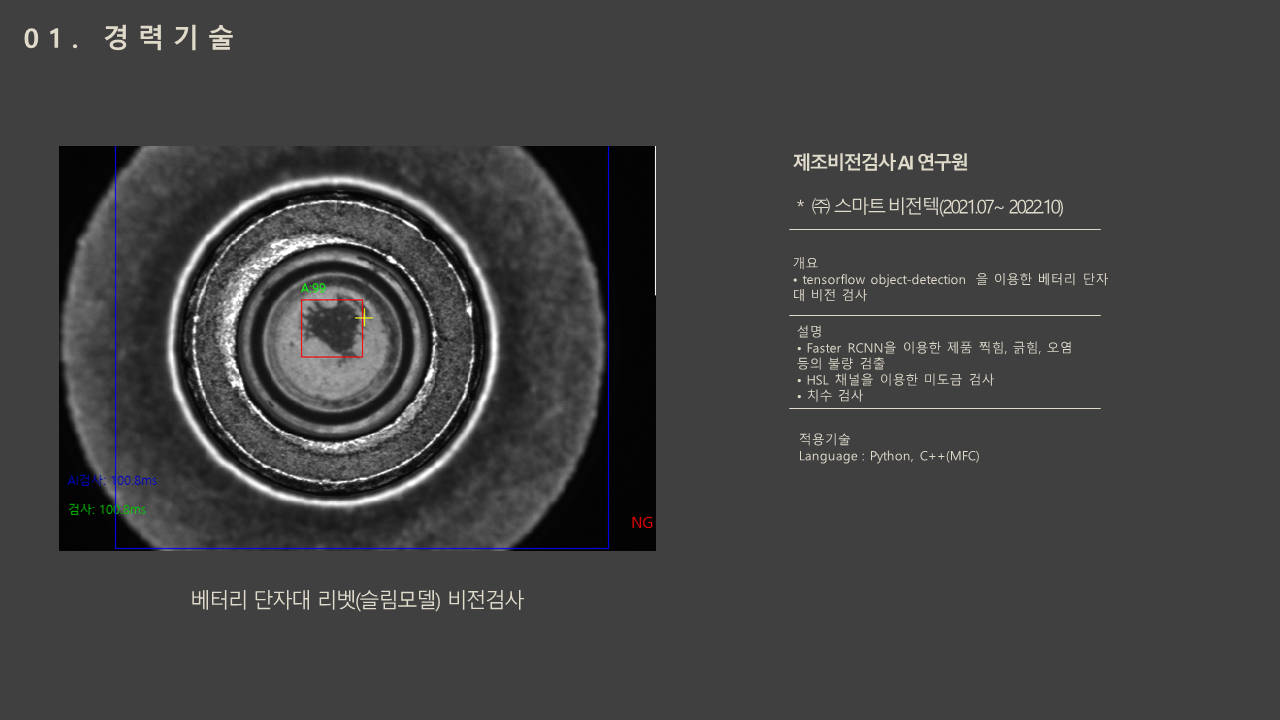 01. 경력기술
제조비전검사 AI 연구원
* ㈜ 스마트 비전텍(2021.07 ~ 2022.10)
개요
• tensorflow object-detection 을 이용한 베터리 단자
대 비전 검사
설명
• Faster RCNN을 이용한 제품 찍힘, 긁힘, 오염
등의 불량 검출
• HSL 채널을 이용한 미도금 검사
• 치수 검사
적용기술
Language : Python, C++(MFC)
A:99
AI검사: 100.8ms
검사: 100.8ms
NG
베터리 단자대 리벳(슬림모델) 비전검사